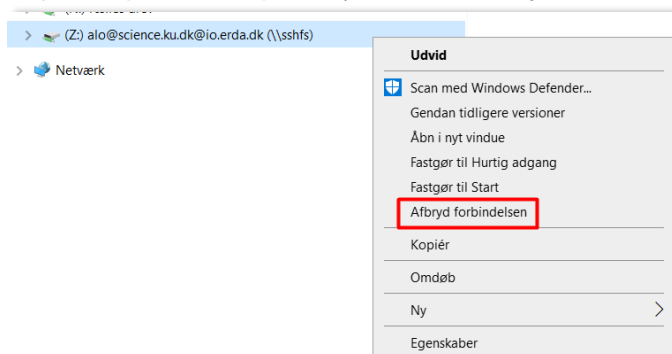 (Z:) alo@science.ku.dk@io.erda.dk (\\sshfs)
Netværk
Udvid
Scan med Windows Defender...
Gendan tidligere versioner
Åbn i nyt vindue
Fastgør til Hurtig adgang
Fastgør til Start
Afbryd forbindelsen
Kopiér
Omdøb
Ny
Egenskaber